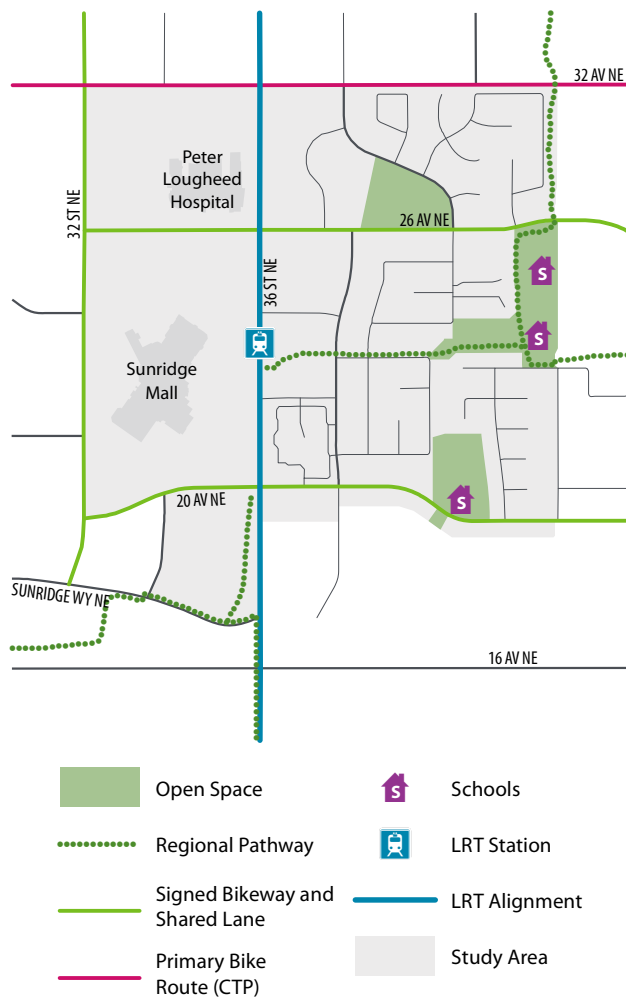 32 AV NE
Peter
Lougheed
Hospital
32 ST NE
26 AV NE
S
36 ST NE
S
Sunridge
Mall
20 AV NE
S
SUNRIDGE WY NE
16 AV NE
Open Space
S
Schools
Regional Pathway
LRT Station
Signed Bikeway and
Shared Lane
LRT Alignment
Primary Bike
Route (CTP)
Study Area